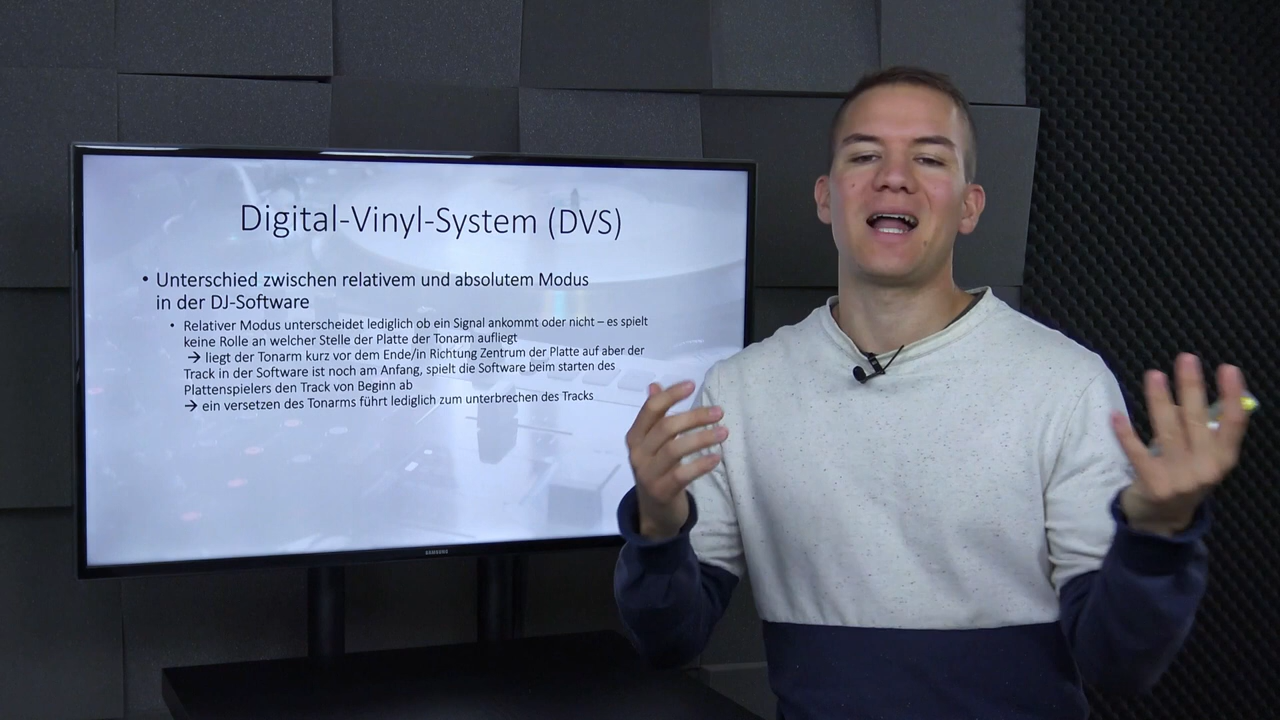 Digital-Vinyl-System (DVS)
• Unterschied zwischen relativem und absolutem Modus
in der DJ-Software
• Relativer Modus unterscheidet lediglich ob ein Signal ankommt oder nicht – es spielt
keine Rolle an welcher Stelle der Platte der Tonarm aufliegt
→ liegt der Tonarm kurz vor dem Ende/in Richtung Zentrum der Platte auf aber der
Track in der Software ist noch am Anfang, spielt die Software beim starten des
Plattenspielers den Track von Beginn ab
→ ein versetzen des Tonarms führt lediglich zum unterbrechen des Tracks
SAMSUNG